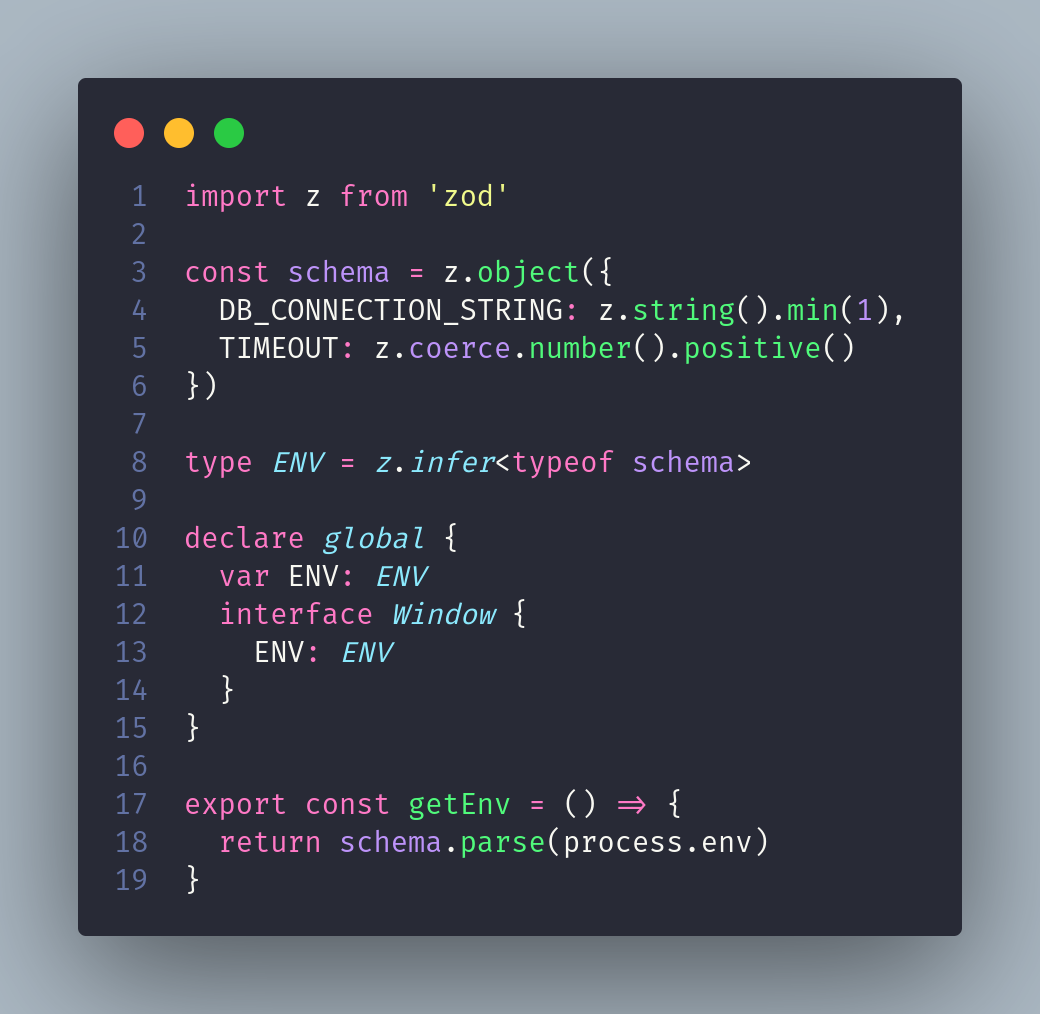 1 import z from 'zod'
2
3 const schema = z.object({
4   DB_CONNECTION_STRING: z.string().min(1),
5   TIMEOUT: z.coerce.number().positive()
6 })
7
8 type ENV = z.infer<typeof schema>
9
10 declare global {
11   var ENV: ENV
12   interface Window {
13     ENV: ENV
14   }
15 }
16
17 export const getEnv = () => {
18   return schema.parse(process.env)
19 }